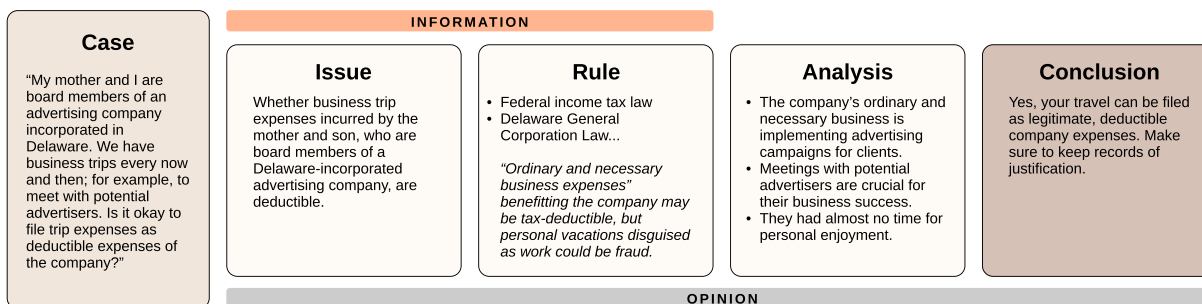 Case
“My mother and I are
board members of an
advertising company
incorporated in
Delaware. We have
business trips every now
and then; for example, to
meet with potential
advertisers. Is it okay to
file trip expenses as
deductible expenses of
the company?”
INFORMATION
Issue
Whether business trip
expenses incurred by the
mother and son, who are
board members of a
Delaware-incorporated
advertising company, are
deductible.
Rule
• Federal income tax law
• Delaware General
Corporation Law...
“Ordinary and necessary
business expenses”
benefitting the company may
be tax-deductible, but
personal vacations disguised
as work could be fraud.
Analysis
• The company’s ordinary and
necessary business is
implementing advertising
campaigns for clients.
• Meetings with potential
advertisers are crucial for
their business success.
• They had almost no time for
personal enjoyment.
Conclusion
Yes, your travel can be filed
as legitimate, deductible
company expenses. Make
sure to keep records of
justification.
OPINION